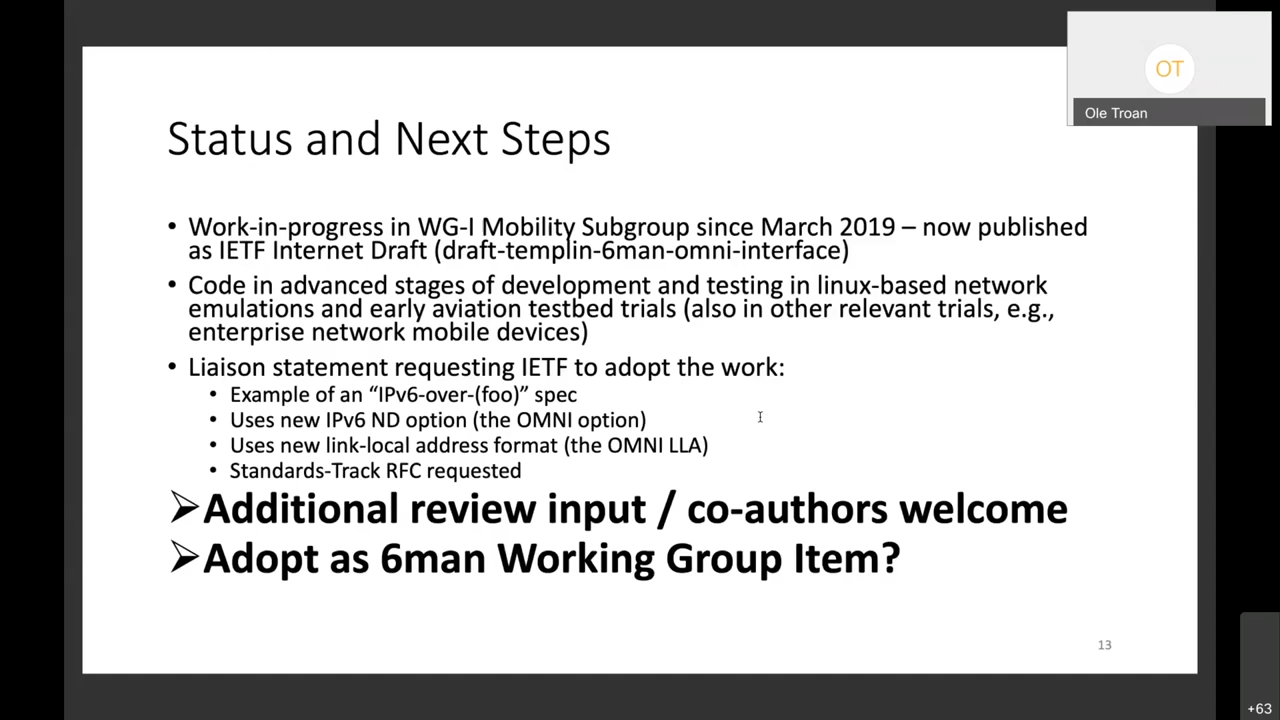 OT
Ole Troan
Status and Next Steps
• Work-in-progress in WG-I Mobility Subgroup since March 2019 – now published
as IETF Internet Draft (draft-templin-6man-omni-interface)
• Code in advanced stages of development and testing in linux-based network
emulations and early aviation testbed trials (also in other relevant trials, e.g.,
enterprise network mobile devices)
• Liaison statement requesting IETF to adopt the work:
• Example of an “IPv6-over-(foo)” spec
• Uses new IPv6 ND option (the OMNI option)
• Uses new link-local address format (the OMNI LLA)
• Standards-Track RFC requested
➢Additional review input / co-authors welcome
➢Adopt as 6man Working Group Item?
13
+63